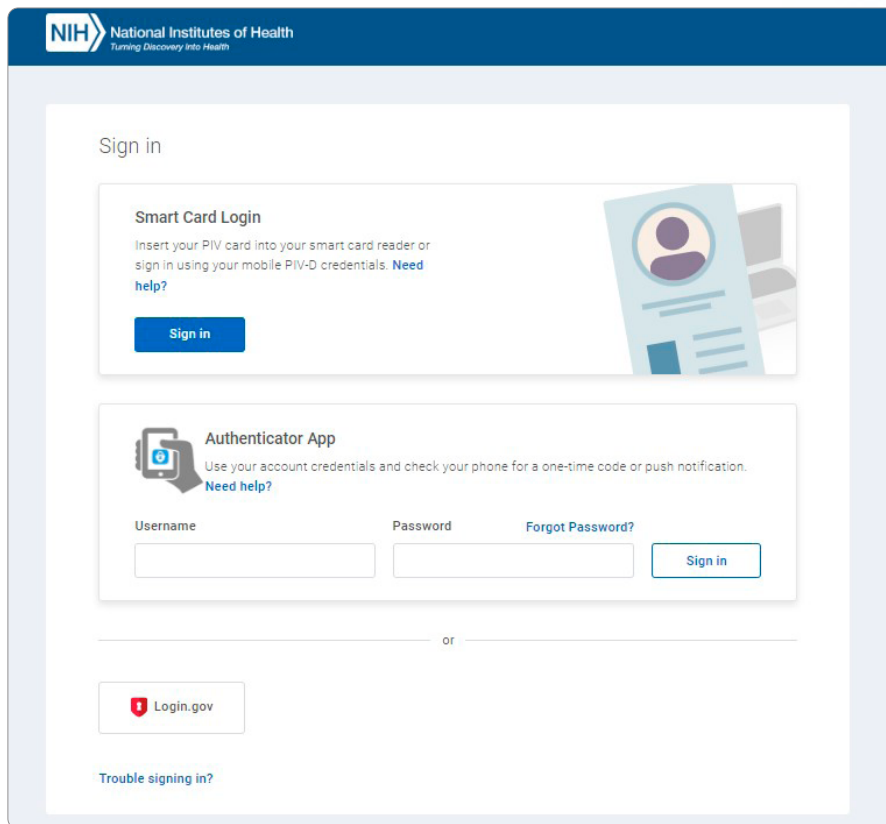 NIH National Institutes of Health
Turning Discovery Into Health
Sign in
Smart Card Login
Insert your PIV card into your smart card reader or
sign in using your mobile PIV-D credentials. Need
help?
Sign in
Authenticator App
Use your account credentials and check your phone for a one-time code or push notification.
Need help?
Username Password Forgot Password?
Sign in
or
Login.gov
Trouble signing in?